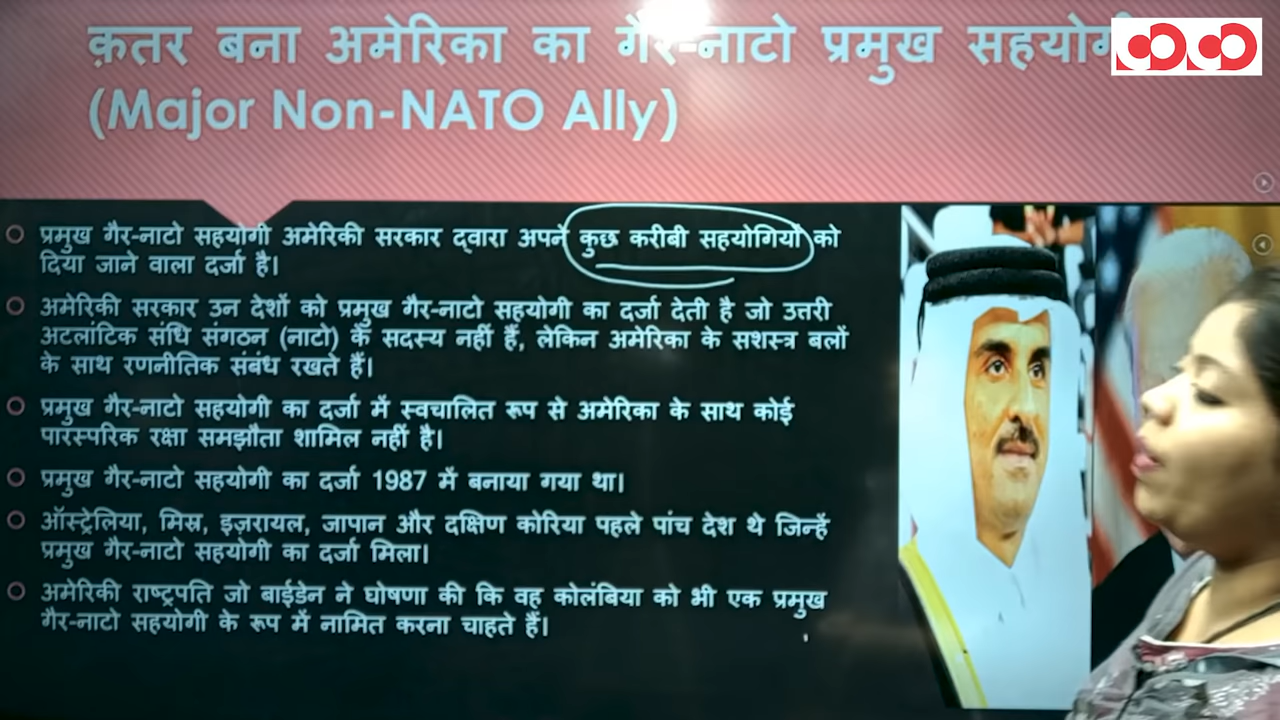 क़तर बना अमेरिका का गैर-नाटो प्रमुख
(Major Non-NATO Ally)
प्रमुख गैर-नाटो सहयोगी अमेरिकी सरकार द्वारा अपने कुछ करीबी सहयोगियों को
दिया जाने वाला दर्जा है।
अमेरिकी सरकार उन देशों को प्रमुख गैर-नाटो सहयोगी का दर्जा देती है जो उत्तरी
अटलांटिक संधि संगठन (नाटो) के सदस्य नहीं हैं, लेकिन अमेरिका के सशस्त्र बलों
के साथ रणनीतिक संबंध रखते हैं।
प्रमुख गैर-नाटो सहयोगी का दर्जा में स्वचालित रूप से अमेरिका के साथ कोई
पारस्परिक रक्षा समझौता शामिल नहीं है।
प्रमुख गैर-नाटो सहयोगी का दर्जा 1987 में बनाया गया था।
ऑस्ट्रेलिया, मिस्र, इज़रायल, जापान और दक्षिण कोरिया पहले पांच देश थे जिन्हें
प्रमुख गैर-नाटो सहयोगी का दर्जा मिला।
अमेरिकी राष्ट्रपति जो बाईडेन ने घोषणा की कि वह कोलंबिया को भी एक प्रमुख
गैर-नाटो सहयोगी के रूप में नामित करना चाहते हैं।